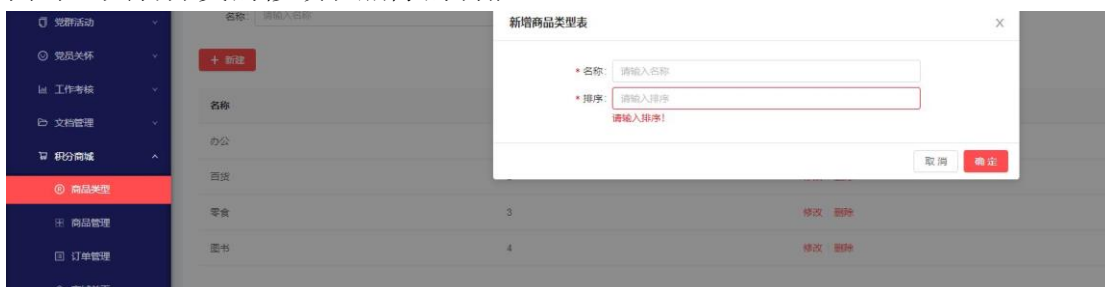 党群活动
名称: 请输入名称
新增商品类型表
党员关怀
+ 新建
* 名称: 请输入名称
工作考核
名称
* 排序: 请输入排序
请输入排序!
文档管理
办公
积分商城
取 消 确 定
百货
商品类型
零食 3 修改 删除
商品管理
图书 4 修改 删除
订单管理